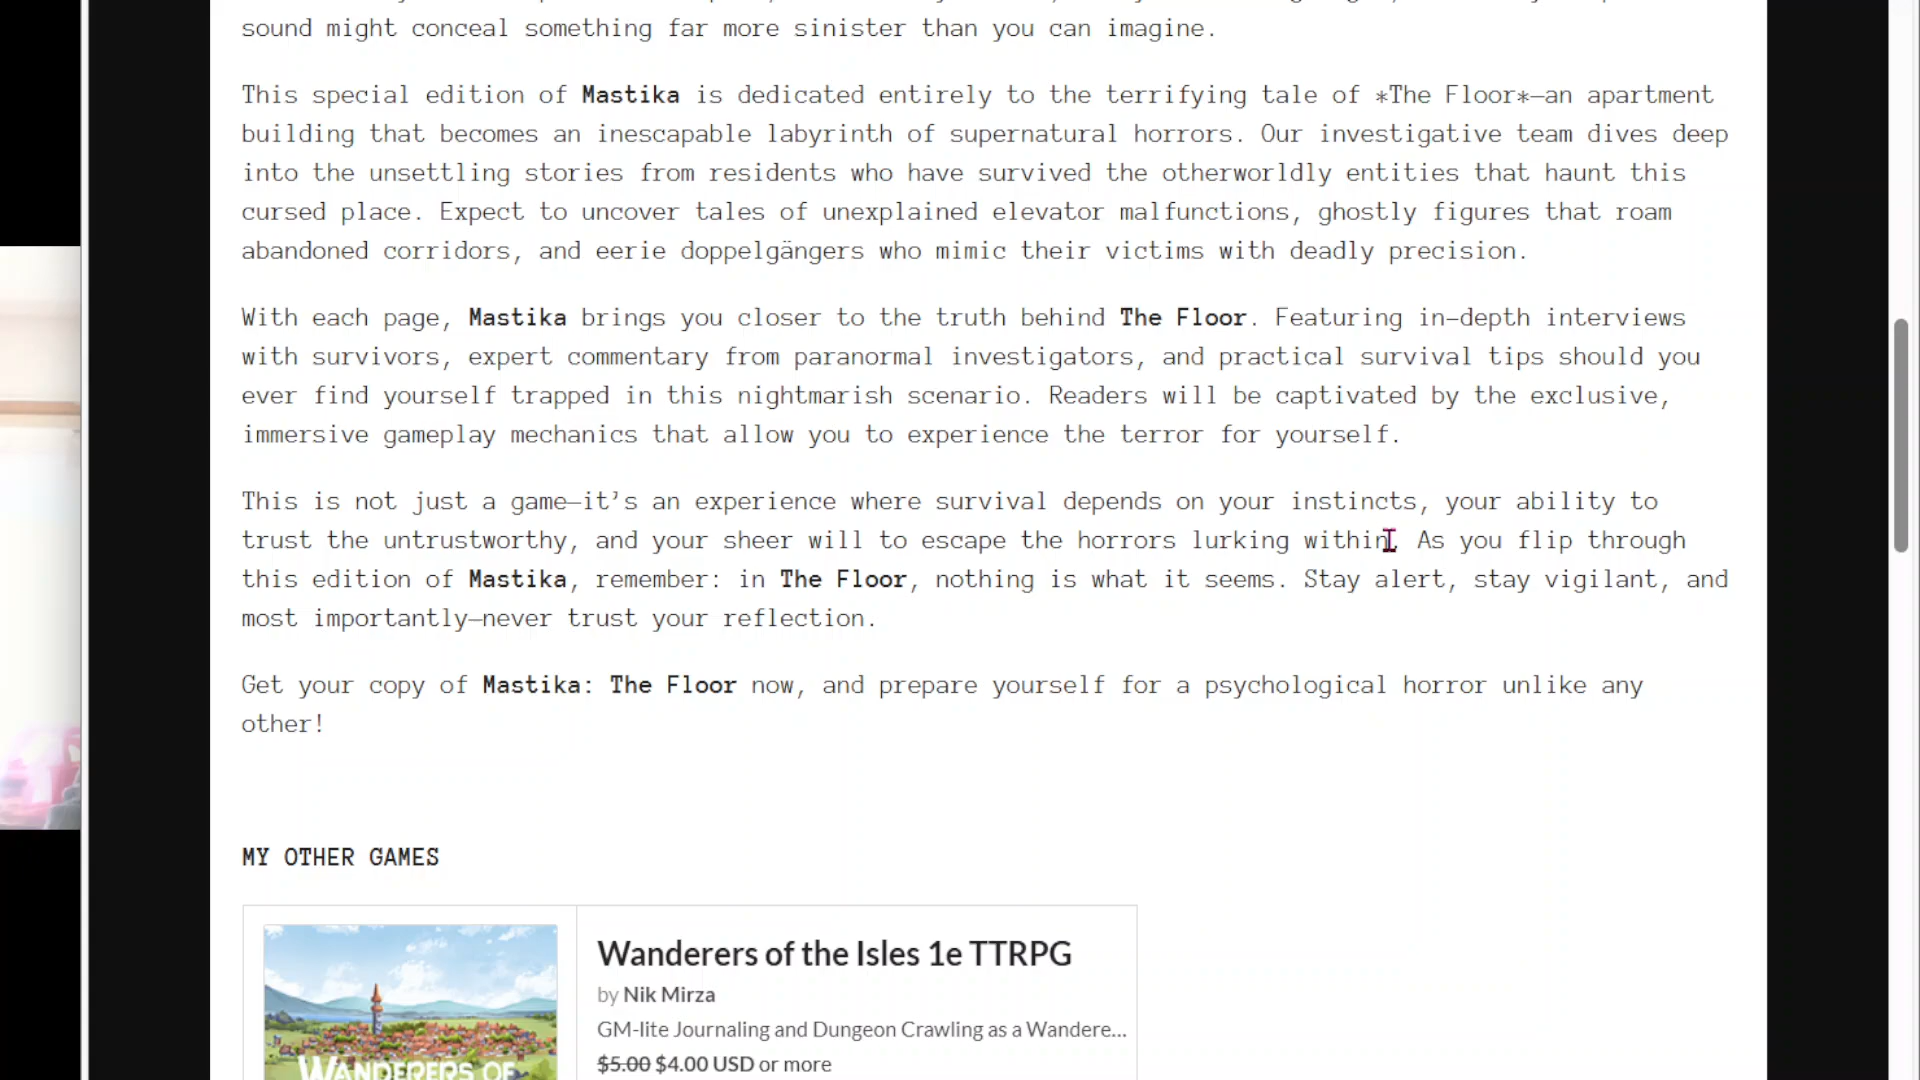 sound might conceal something far more sinister than you can imagine.
This special edition of Mastika is dedicated entirely to the terrifying tale of *The Floor*—an apartment
building that becomes an inescapable labyrinth of supernatural horrors. Our investigative team dives deep
into the unsettling stories from residents who have survived the otherworldly entities that haunt this
cursed place. Expect to uncover tales of unexplained elevator malfunctions, ghostly figures that roam
abandoned corridors, and eerie doppelgängers who mimic their victims with deadly precision.
With each page, Mastika brings you closer to the truth behind The Floor. Featuring in-depth interviews
with survivors, expert commentary from paranormal investigators, and practical survival tips should you
ever find yourself trapped in this nightmarish scenario. Readers will be captivated by the exclusive,
immersive gameplay mechanics that allow you to experience the terror for yourself.
This is not just a game—it's an experience where survival depends on your instincts, your ability to
trust the untrustworthy, and your sheer will to escape the horrors lurking within. As you flip through
this edition of Mastika, remember: in The Floor, nothing is what it seems. Stay alert, stay vigilant, and
most importantly—never trust your reflection.
Get your copy of Mastika: The Floor now, and prepare yourself for a psychological horror unlike any
other!
MY OTHER GAMES
Wanderers of the Isles 1e TTRPG
by Nik Mirza
GM-lite Journaling and Dungeon Crawling as a Wandere...
$5.00 $4.00 USD or more
WANDERERS OF